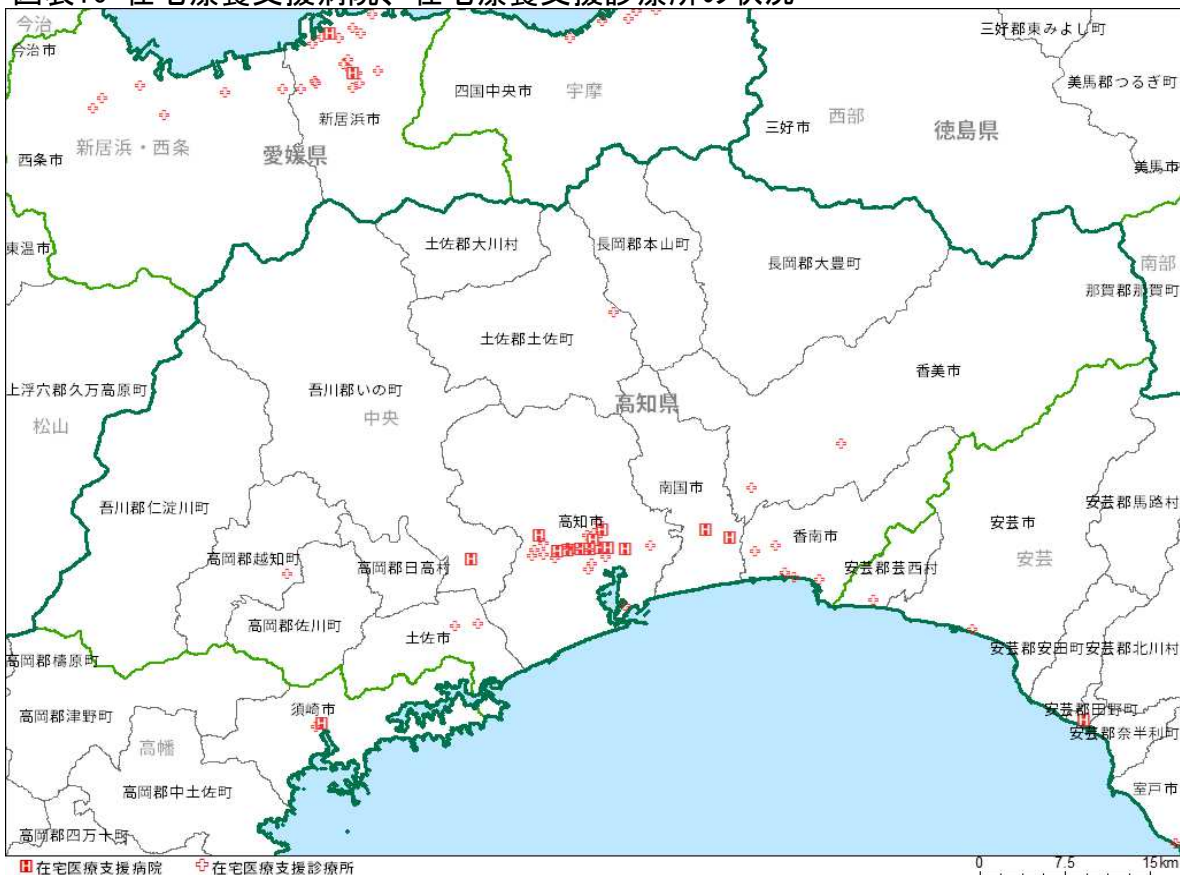 図表10 在宅療養支援病院、在宅療養支援診療所の状況
今治
今治市
三好郡東みよし町
美馬郡つるぎ町
四国中央市
宇摩
新居浜市
三好市
西部
徳島県
新居浜・西条
愛媛県
西条市
美馬市
東温市
土佐郡大川村
長岡郡本山町
長岡郡大豊町
南部
那賀郡那賀町
土佐郡土佐町
香美市
上浮穴郡久万高原町
吾川郡いの町
高知県
松山
中央
南国市
吾川郡仁淀川町
安芸郡馬路村
高知市
安芸市
香南市
高岡郡越知町
高岡郡日高村
安芸郡芸西村
安芸
高岡郡佐川町
土佐市
安芸郡安田町
安芸郡北川村
高岡郡檮原町
須崎市
安芸郡田野町
高岡郡津野町
安芸郡奈半利町
高幡
高岡郡中土佐町
室戸市
高岡郡四万十町
H在宅医療支援病院 在宅医療支援診療所
0 7.5 15km